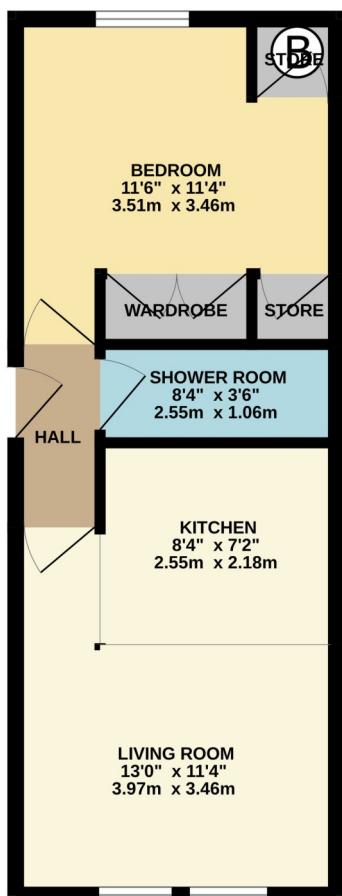 B
STORE
BEDROOM
11'6" x 11'4"
3.51m x 3.46m
WARDROBE
STORE
SHOWER ROOM
8'4" x 3'6"
2.55m x 1.06m
HALL
KITCHEN
8'4" x 7'2"
2.55m x 2.18m
LIVING ROOM
13'0" x 11'4"
3.97m x 3.46m